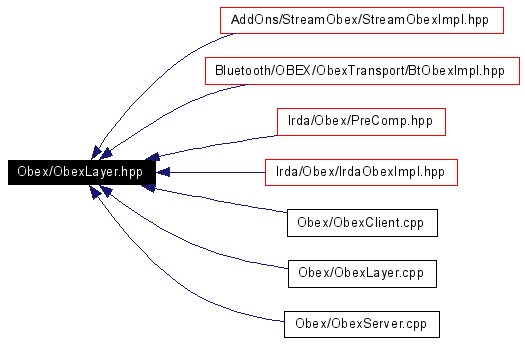 AddOns/StreamObex/StreamObexImpl.hpp
Bluetooth/OBEX/ObexTransport/BtObexImpl.hpp
Irda/Obex/PreComp.hpp
Obex/ObexLayer.hpp
Irda/Obex/IrdaObexImpl.hpp
Obex/ObexClient.cpp
Obex/ObexLayer.cpp
Obex/ObexServer.cpp